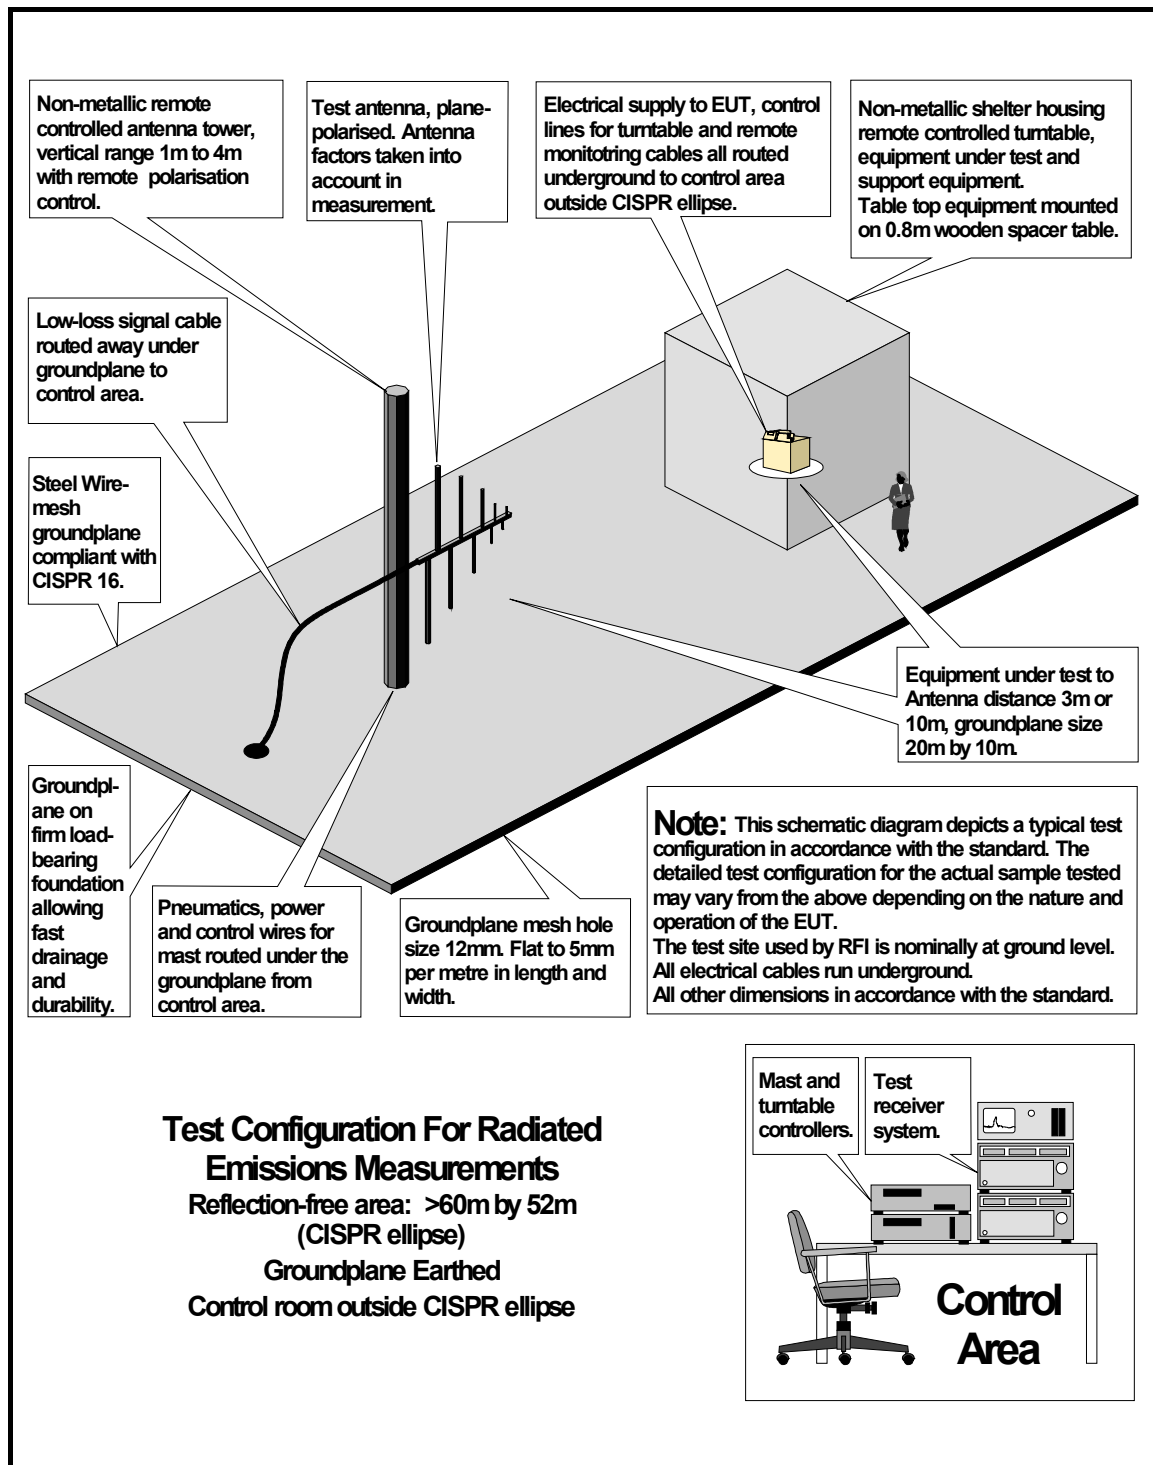 Non-metallic remote
controlled antenna tower,
vertical range 1m to 4m
with remote polarisation
control.
Test antenna, plane-
polarised. Antenna
factors taken into
account in
measurement.
Electrical supply to EUT, control
lines for turntable and remote
monitotring cables all routed
underground to control area
outside CISPR ellipse.
Non-metallic shelter housing
remote controlled turntable,
equipment under test and
support equipment.
Table top equipment mounted
on 0.8m wooden spacer table.
Low-loss signal cable
routed away under
groundplane to
control area.
Steel Wire-
mesh
groundplane
compliant with
CISPR 16.
Equipment under test to
Antenna distance 3m or
10m, groundplane size
20m by 10m.
Groundpl-
ane on
firm load-
bearing
foundation
allowing
fast
drainage
and
durability.
Pneumatics, power
and control wires for
mast routed under the
groundplane from
control area.
Groundplane mesh hole
size 12mm. Flat to 5mm
per metre in length and
width.
Note: This schematic diagram depicts a typical test
configuration in accordance with the standard. The
detailed test configuration for the actual sample tested
may vary from the above depending on the nature and
operation of the EUT.
The test site used by RFI is nominally at ground level.
All electrical cables run underground.
All other dimensions in accordance with the standard.
Test Configuration For Radiated
Emissions Measurements
Reflection-free area: >60m by 52m
(CISPR ellipse)
Groundplane Earthed
Control room outside CISPR ellipse
Mast and
turntable
controllers.
Test
receiver
system.
Control
Area